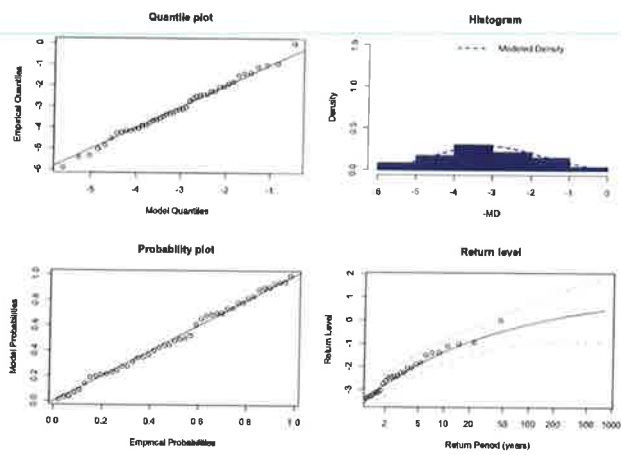 Quantile plot
Empirical Quantiles
0
-1
-2
-3
-4
-5
-6
-5 -4 -3 -2 -1
Model Quantiles
Histogram
Modeled Density
Density
1.5
1.0
0.0
-6 -5 -4 -3 -2 -1 0
-MD
Probability plot
Model Probabilities
1.0
0.8
0.6
0.4
0.2
0.0
0.0 0.2 0.4 0.6 0.8 1.0
Empirical Probabilities
Return level
Return Level
2
1
0
-1
-2
-3
2 5 10 20 50 100 200 500 1000
Return Period (years)